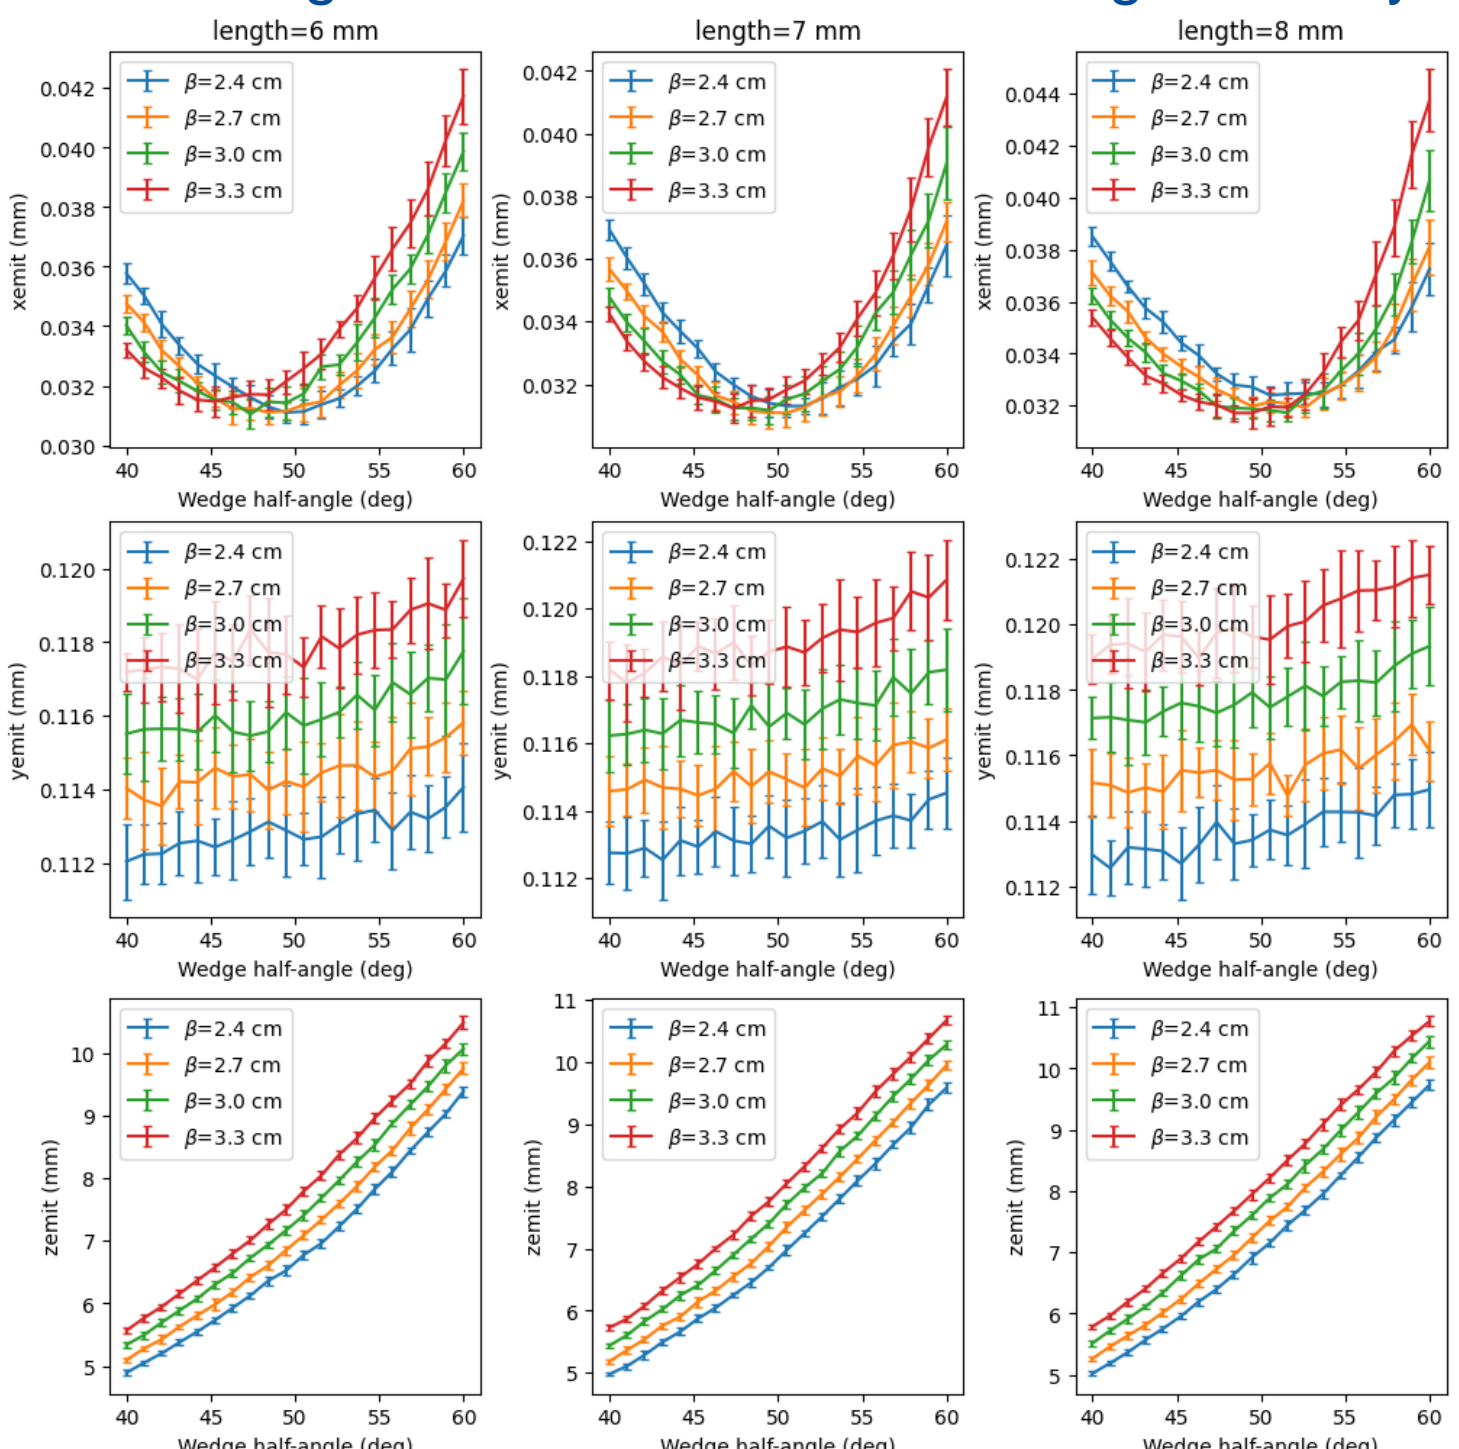 length=6 mm
length=7 mm
length=8 mm
β=2.4 cm
β=2.7 cm
β=3.0 cm
β=3.3 cm
0.042
0.040
0.038
0.036
0.034
0.032
0.030
xemit (mm)
40 45 50 55 60
Wedge half-angle (deg)
β=2.4 cm
β=2.7 cm
β=3.0 cm
β=3.3 cm
0.042
0.040
0.038
0.036
0.034
0.032
xemit (mm)
40 45 50 55 60
Wedge half-angle (deg)
β=2.4 cm
β=2.7 cm
β=3.0 cm
β=3.3 cm
0.044
0.042
0.040
0.038
0.036
0.034
0.032
xemit (mm)
40 45 50 55 60
Wedge half-angle (deg)
β=2.4 cm
β=2.7 cm
β=3.0 cm
β=3.3 cm
0.120
0.118
0.116
0.114
0.112
yemit (mm)
40 45 50 55 60
Wedge half-angle (deg)
β=2.4 cm
β=2.7 cm
β=3.0 cm
β=3.3 cm
0.122
0.120
0.118
0.116
0.114
0.112
yemit (mm)
40 45 50 55 60
Wedge half-angle (deg)
β=2.4 cm
β=2.7 cm
β=3.0 cm
β=3.3 cm
0.122
0.120
0.118
0.116
0.114
0.112
yemit (mm)
40 45 50 55 60
Wedge half-angle (deg)
β=2.4 cm
β=2.7 cm
β=3.0 cm
β=3.3 cm
10
9
8
7
6
5
zemit (mm)
40 45 50 55 60
Wedge half-angle (deg)
β=2.4 cm
β=2.7 cm
β=3.0 cm
β=3.3 cm
11
10
9
8
7
6
5
zemit (mm)
40 45 50 55 60
Wedge half-angle (deg)
β=2.4 cm
β=2.7 cm
β=3.0 cm
β=3.3 cm
11
10
9
8
7
6
5
zemit (mm)
40 45 50 55 60
Wedge half-angle (deg)